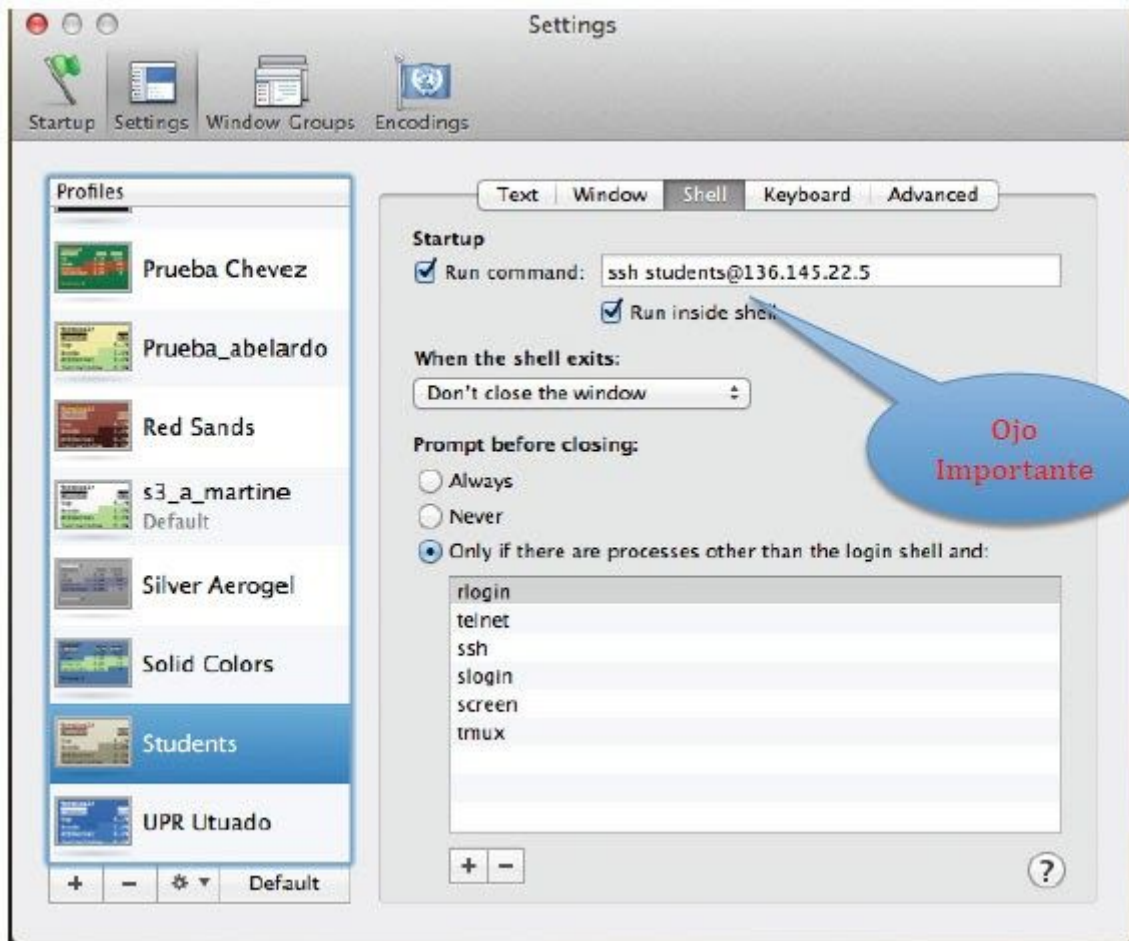 Settings
Startup Settings Window Groups Encodings
Profiles
Prueba Chevez
Prueba_abelardo
Red Sands
s3_a_martine
Default
Silver Aerogel
Solid Colors
Students
UPR Utuado
+ − Default
Text Window Shell Keyboard Advanced
Startup
Run command: ssh students@136.145.22.5
Run inside shell
When the shell exits:
Don't close the window
Prompt before closing:
Always
Never
Only if there are processes other than the login shell and:
rlogin
telnet
ssh
slogin
screen
tmux
+ −
?
Ojo
Importante